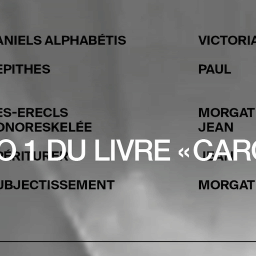 ANIELS ALPHABÉTIS VICTORIA
EPITHES PAUL
ES-ERECLS MORGAT
ONORESKELÉE JEAN
O 1 DU LIVRE « CARO
UBJECTISSEMENT MORGAT